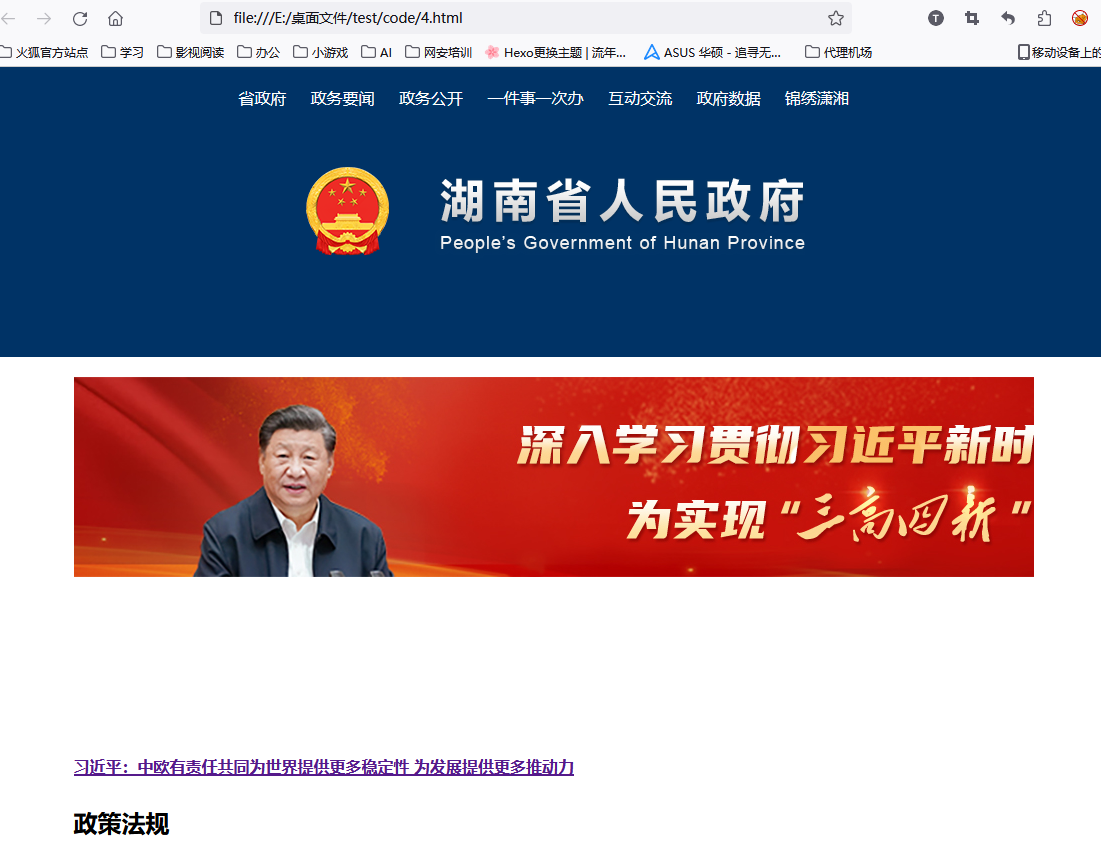 file:///E:/桌面文件/test/code/4.html
火狐官方站点 学习 影视阅读 办公 小游戏 AI 网安培训 Hexo更换主题 | 流年... ASUS 华硕 - 追寻无... 代理机场 移动设备上的
省政府 政务要闻 政务公开 一件事一次办 互动交流 政府数据 锦绣潇湘
湖南省人民政府
People's Government of Hunan Province
深入学习贯彻习近平新时
为实现“三高四新”
习近平：中欧有责任共同为世界提供更多稳定性 为发展提供更多推动力
政策法规